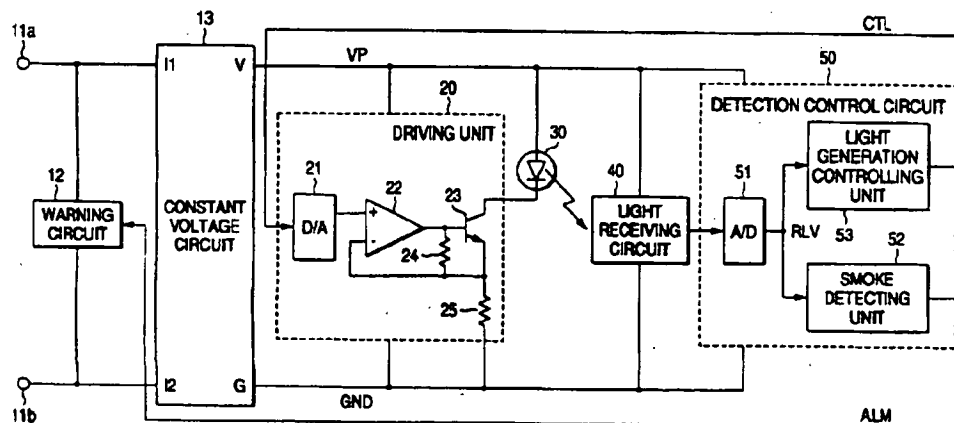 11a
13
CTL
I1
V
VP
50
20
DETECTION CONTROL CIRCUIT
DRIVING UNIT
30
LIGHT
GENERATION
CONTROLLING
UNIT
12
21
22
23
40
51
WARNING
CIRCUIT
CONSTANT
VOLTAGE
CIRCUIT
D/A
+
-
24
LIGHT
RECEIVING
CIRCUIT
A/D
RLV
53
52
25
SMOKE
DETECTING
UNIT
I2
G
11b
GND
ALM